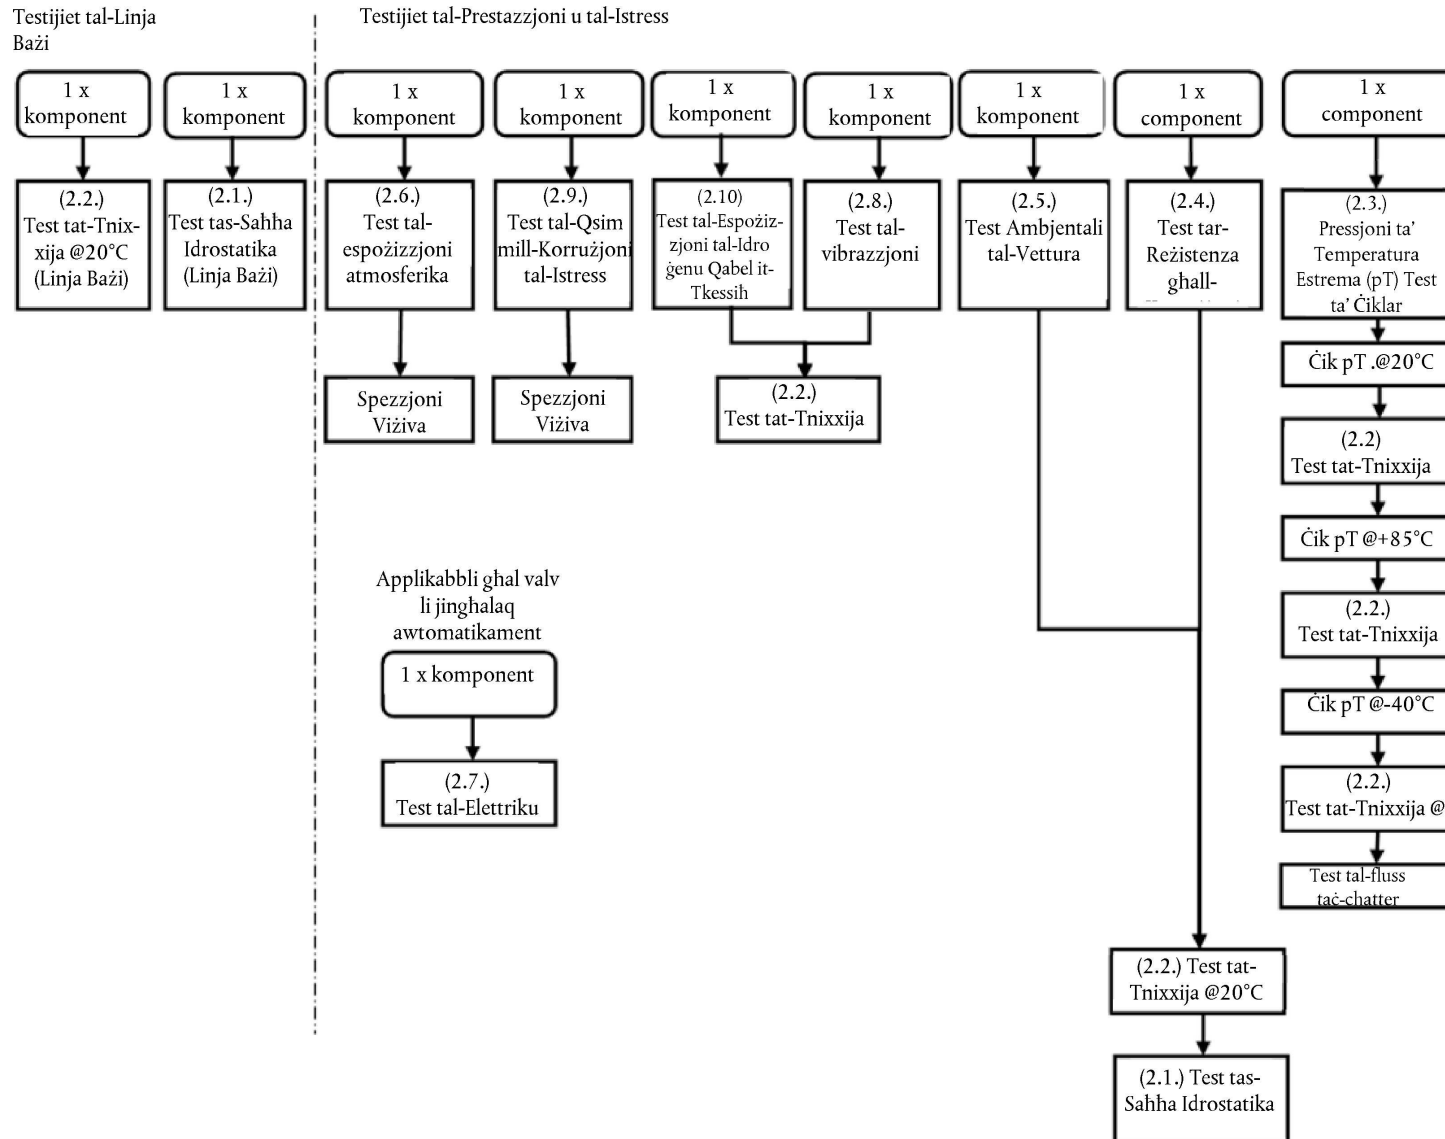 Testijiet tal-Linja
Bażi
Testijiet tal-Prestazzjoni u tal-Istress
1 x
komponent
1 x
komponent
1 x
komponent
1 x
komponent
1 x
komponent
1 x
komponent
1 x
komponent
1 x
component
1 x
component
(2.2.)
Test tat-Tnix-
xija @20°C
(Linja Bażi)
(2.1.)
Test tas-Saħħa
Idrostatika
(Linja Bażi)
(2.6.)
Test tal-
espożizzjoni
atmosferika
(2.9.)
Test tal-Qsim
mill-Korrużjoni
tal-Istress
(2.10)
Test tal-Espożiz-
zjoni tal-Idro
ġenu Qabel it-
Tkessiħ
(2.8.)
Test tal-
vibrazzjoni
(2.5.)
Test Ambjentali
tal-Vettura
(2.4.)
Test tar-
Reżistenza
għall-
(2.3.)
Pressjoni ta’
Temperatura
Estrema (pT) Test
ta’ Ċiklar
Spezzjoni
Viżiva
Spezzjoni
Viżiva
(2.2.)
Test tat-Tnixxija
Ċik pT .@20°C
(2.2)
Test tat-Tnixxija
Ċik pT @+85°C
(2.2.)
Test tat-Tnixxija
Ċik pT @-40°C
(2.2.)
Test tat-Tnixxija @
Test tal-fluss
taċ-chatter
Applikabbli għal valv
li jingħalaq
awtomatikament
1 x komponent
(2.7.)
Test tal-Elettriku
(2.2.) Test tat-
Tnixxija @20°C
(2.1.) Test tas-
Saħħa Idrostatika